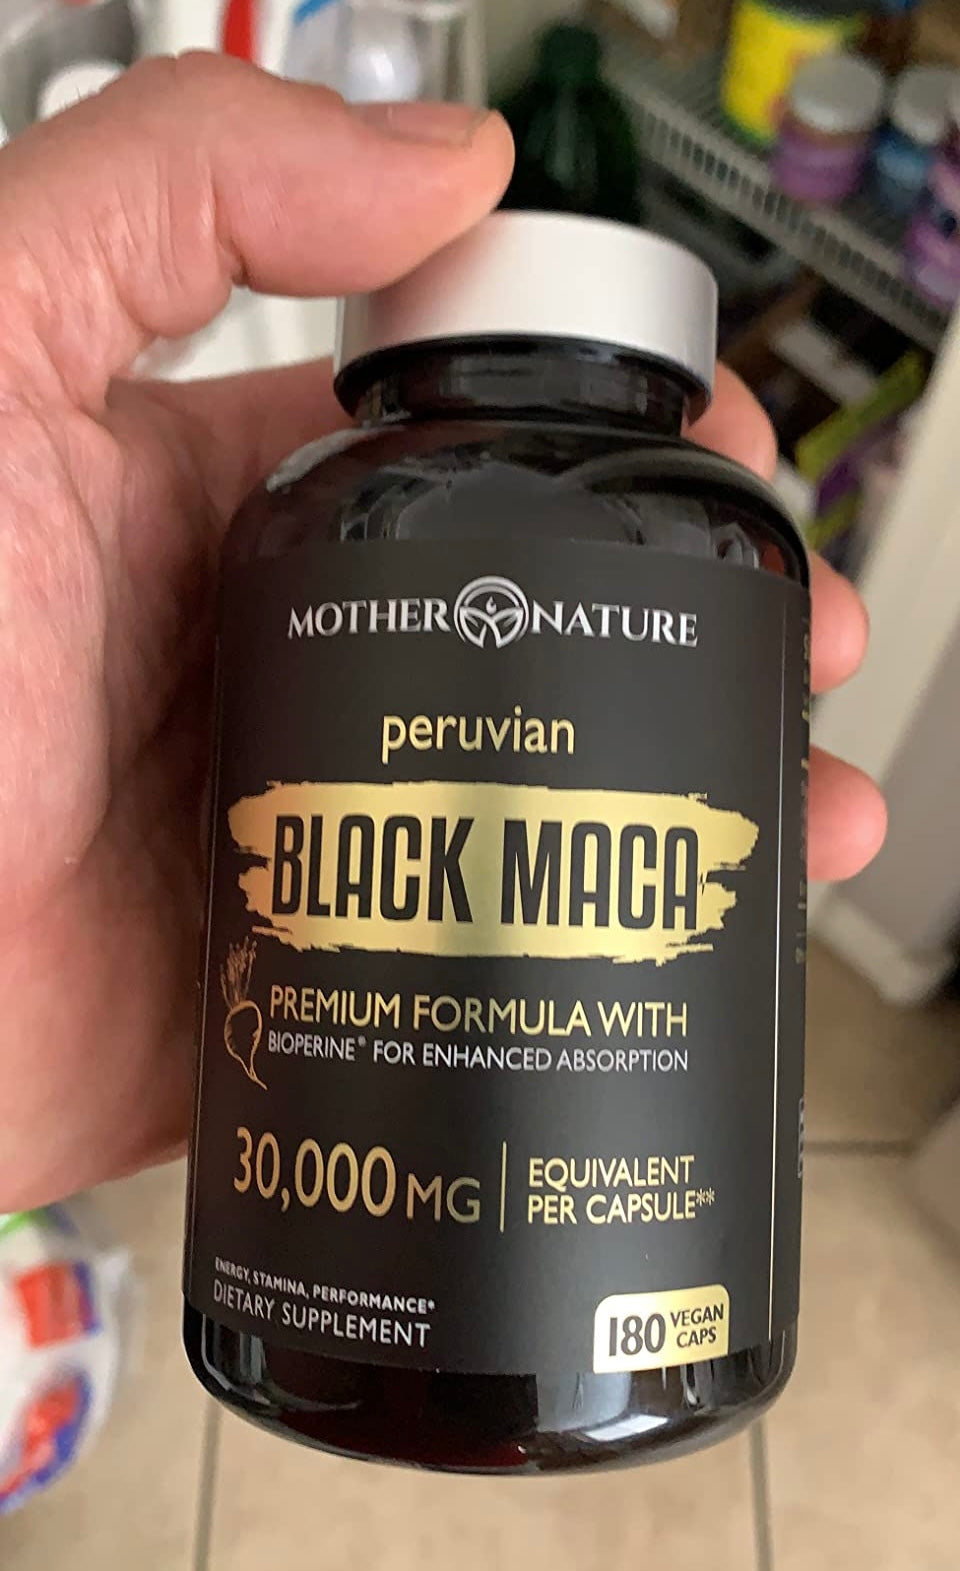 MOTHER NATURE
peruvian
BLACK MACA
PREMIUM FORMULA WITH
BIOPERINE® FOR ENHANCED ABSORPTION
30,000 MG
EQUIVALENT
PER CAPSULE**
ENERGY, STAMINA, PERFORMANCE*
DIETARY SUPPLEMENT
180 VEGAN
CAPS